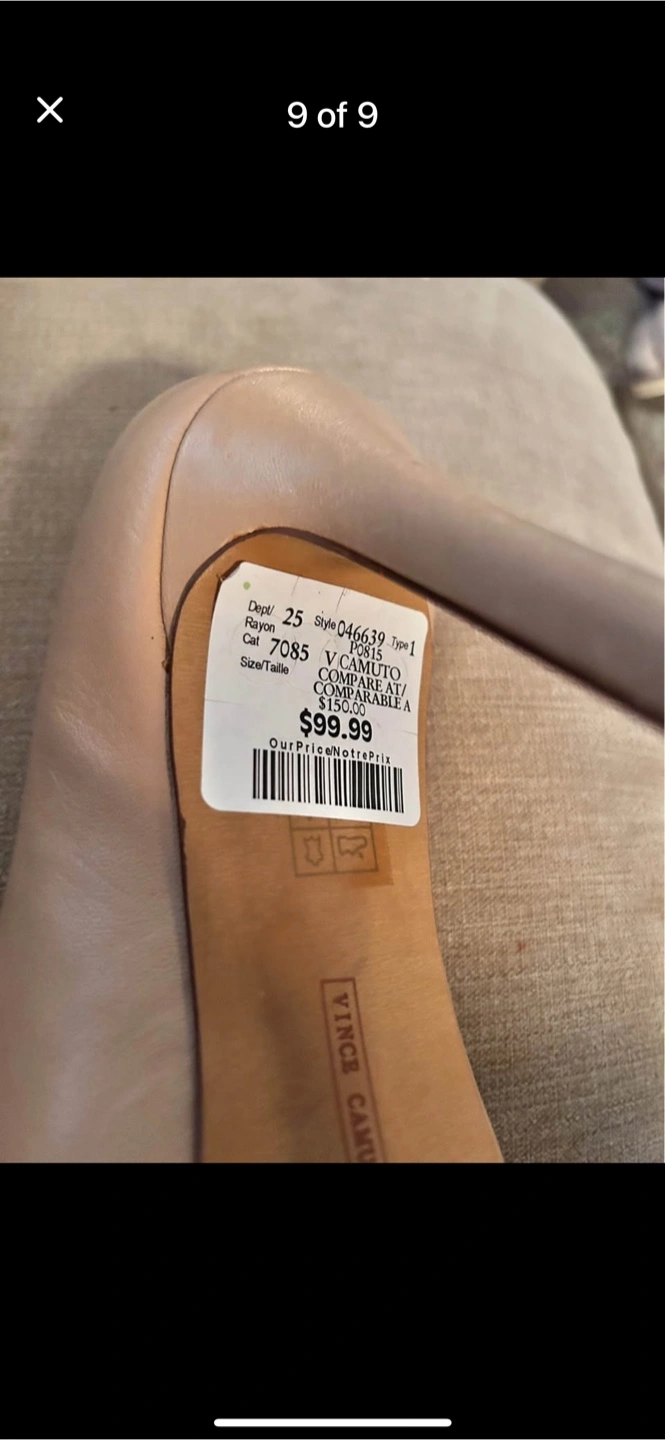 9 of 9
Dept/ 25 Style 046639 Type 1
Rayon P0815
Cat 7085 V CAMUTO
Size/Taille COMPARE AT/
COMPARABLE A
$150.00
$99.99
OurPrice/NotrePrix
VINCE CAMU